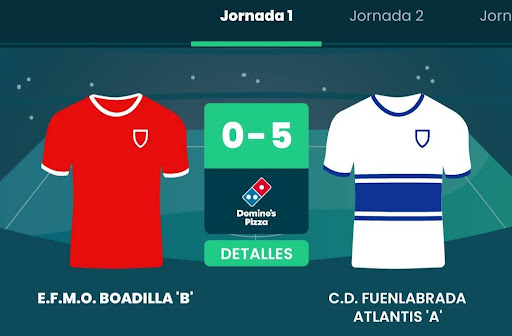 Jornada 1
Jornada 2
Jorn
0-5
Domino's
Pizza
DETALLES
E.F.M.O. BOADILLA 'B'
C.D. FUENLABRADA
ATLANTIS 'A'